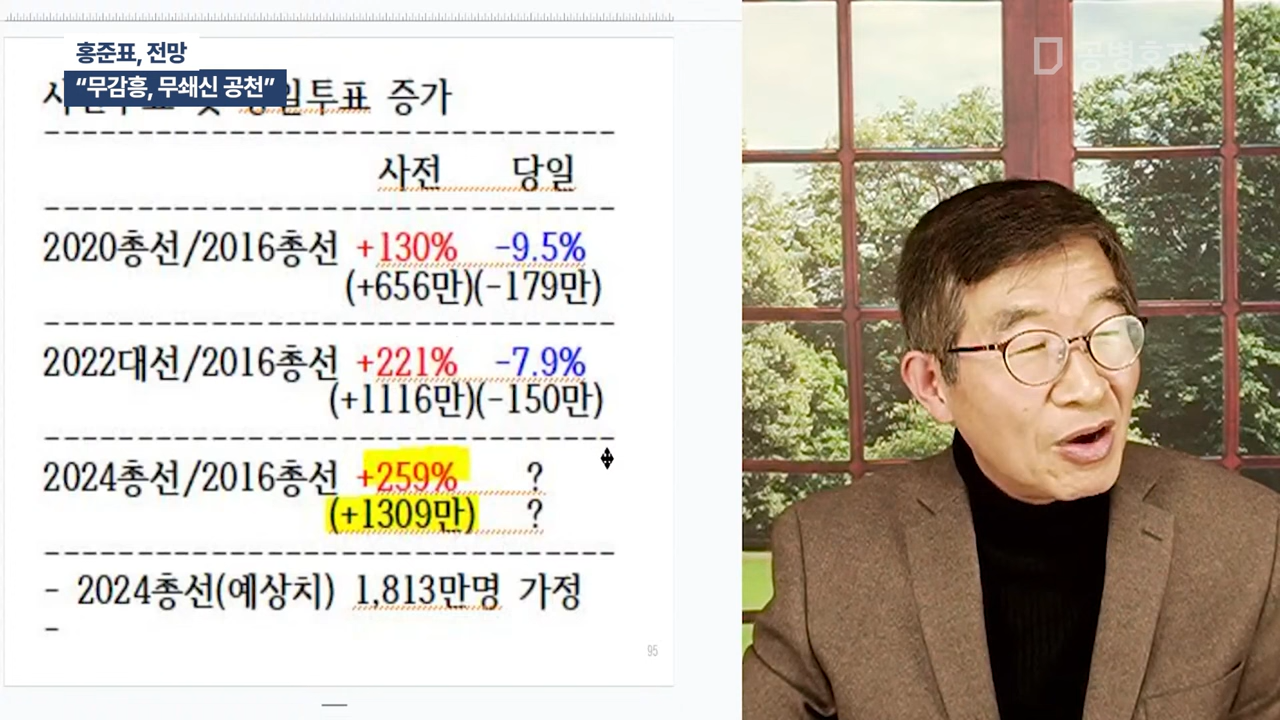 홍준표, 전망
“무감흥, 무쇄신 공천”
증가
사전 당일
2020총선/2016총선 +130% -9.5%
(+656만)(-179만)
2022대선/2016총선 +221% -7.9%
(+1116만)(-150만)
2024총선/2016총선 +259% ?
(+1309만) ?
- 2024총선(예상치) 1,813만명 가정
-
95
공병호